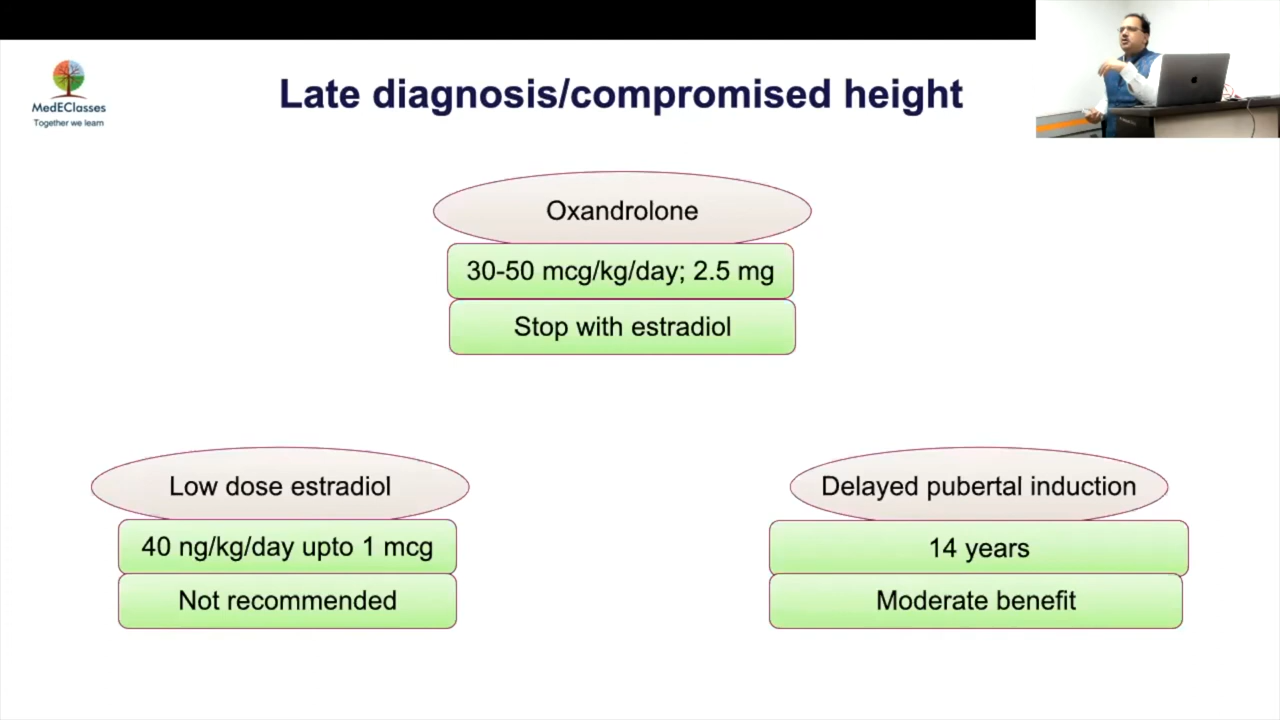 MedEClasses
Together we learn
Late diagnosis/compromised height
Oxandrolone
30-50 mcg/kg/day; 2.5 mg
Stop with estradiol
Low dose estradiol
40 ng/kg/day upto 1 mcg
Not recommended
Delayed pubertal induction
14 years
Moderate benefit